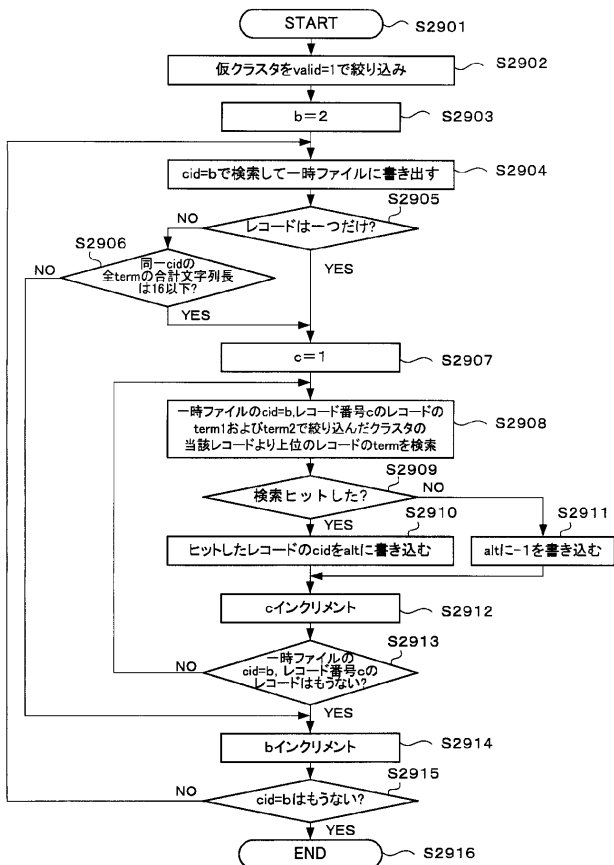 START
S2901
仮クラスタをvalid=1で絞り込み
S2902
b=2
S2903
cid=bで検索して一時ファイルに書き出す
S2904
レコードは一つだけ?
S2905
NO
YES
S2906
同一cidの
全termの合計文字列長
は16以下?
NO
YES
c=1
S2907
一時ファイルのcid=b,レコード番号cのレコードの
term1およびterm2で絞り込んだクラスタの
当該レコードより上位のレコードのtermを検索
S2908
検索ヒットした?
S2909
NO
YES
S2910
ヒットしたレコードのcidをaltに書き込む
S2911
altに-1を書き込む
cインクリメント
S2912
一時ファイルの
cid=b, レコード番号cの
レコードはもうない?
S2913
NO
YES
bインクリメント
S2914
cid=bはもうない?
S2915
NO
YES
END
S2916